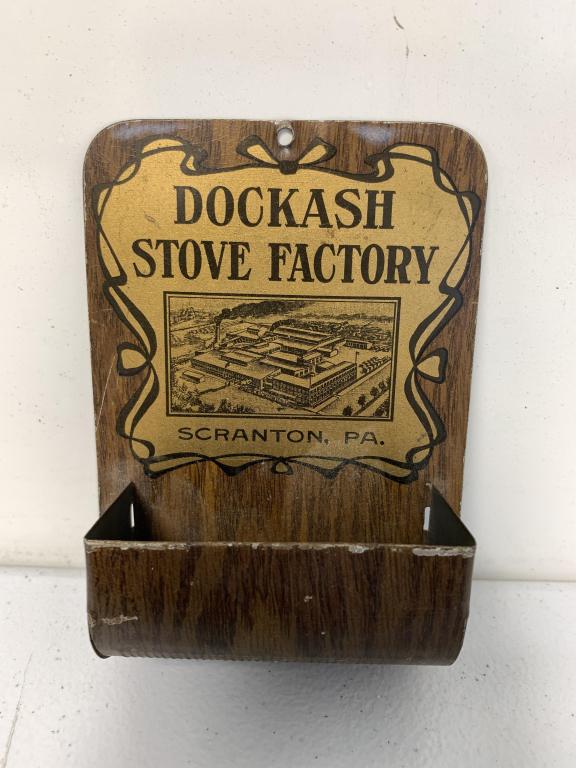 DOCKASH
STOVE FACTORY
SCRANTON, PA.